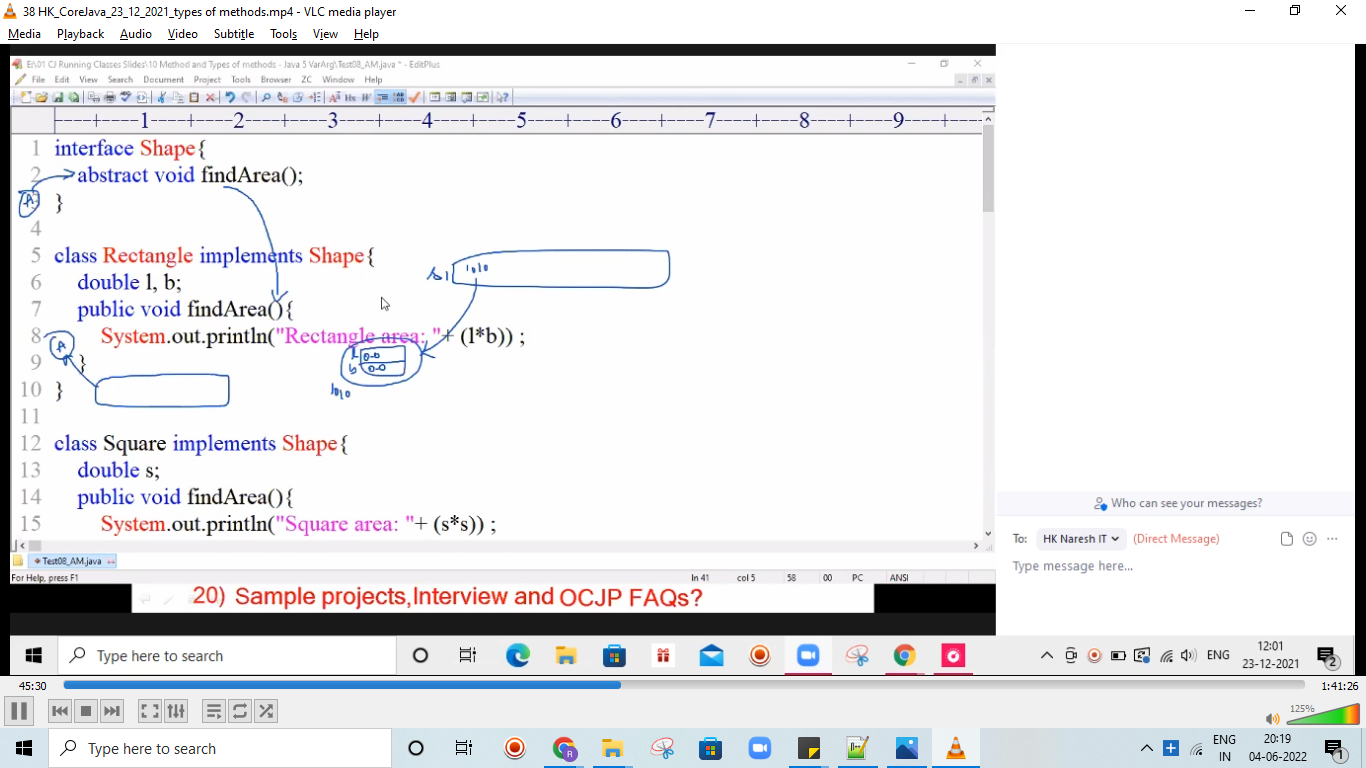 38 HK_CoreJava_23_12_2021_types of methods.mp4 - VLC media player
Media Playback Audio Video Subtitle Tools View Help
E:\01 CJ Running Classes Slides\10 Method and Types of methods - Java 5 VarArg\Test08_AM.java * - EditPlus
File Edit View Search Document Project Tools Browser ZC Window Help
----+----1----+----2----+----3----+----4----+----5----+----6----+----7----+----8----+----9----+----
1 interface Shape{
2 abstract void findArea();
}
4
5 class Rectangle implements Shape{
6 double l, b;
7 public void findArea(){
8 System.out.println("Rectangle area: "+ (l*b)) ;
9 }
10 }
11
12 class Square implements Shape{
13 double s;
14 public void findArea(){
15 System.out.println("Square area: "+ (s*s)) ;
A
s1 1010
A
l 0-0
b 0-0
1010
Test08_AM.java
For Help, press F1 ln 41 col 5 58 00 PC ANSI
20) Sample projects,Interview and OCJP FAQs?
Who can see your messages?
To: HK Naresh IT (Direct Message)
Type message here...
Type here to search
ENG
12:01
23-12-2021
2
45:30
1:41:26
125%
Type here to search
ENG
IN
20:19
04-06-2022
1